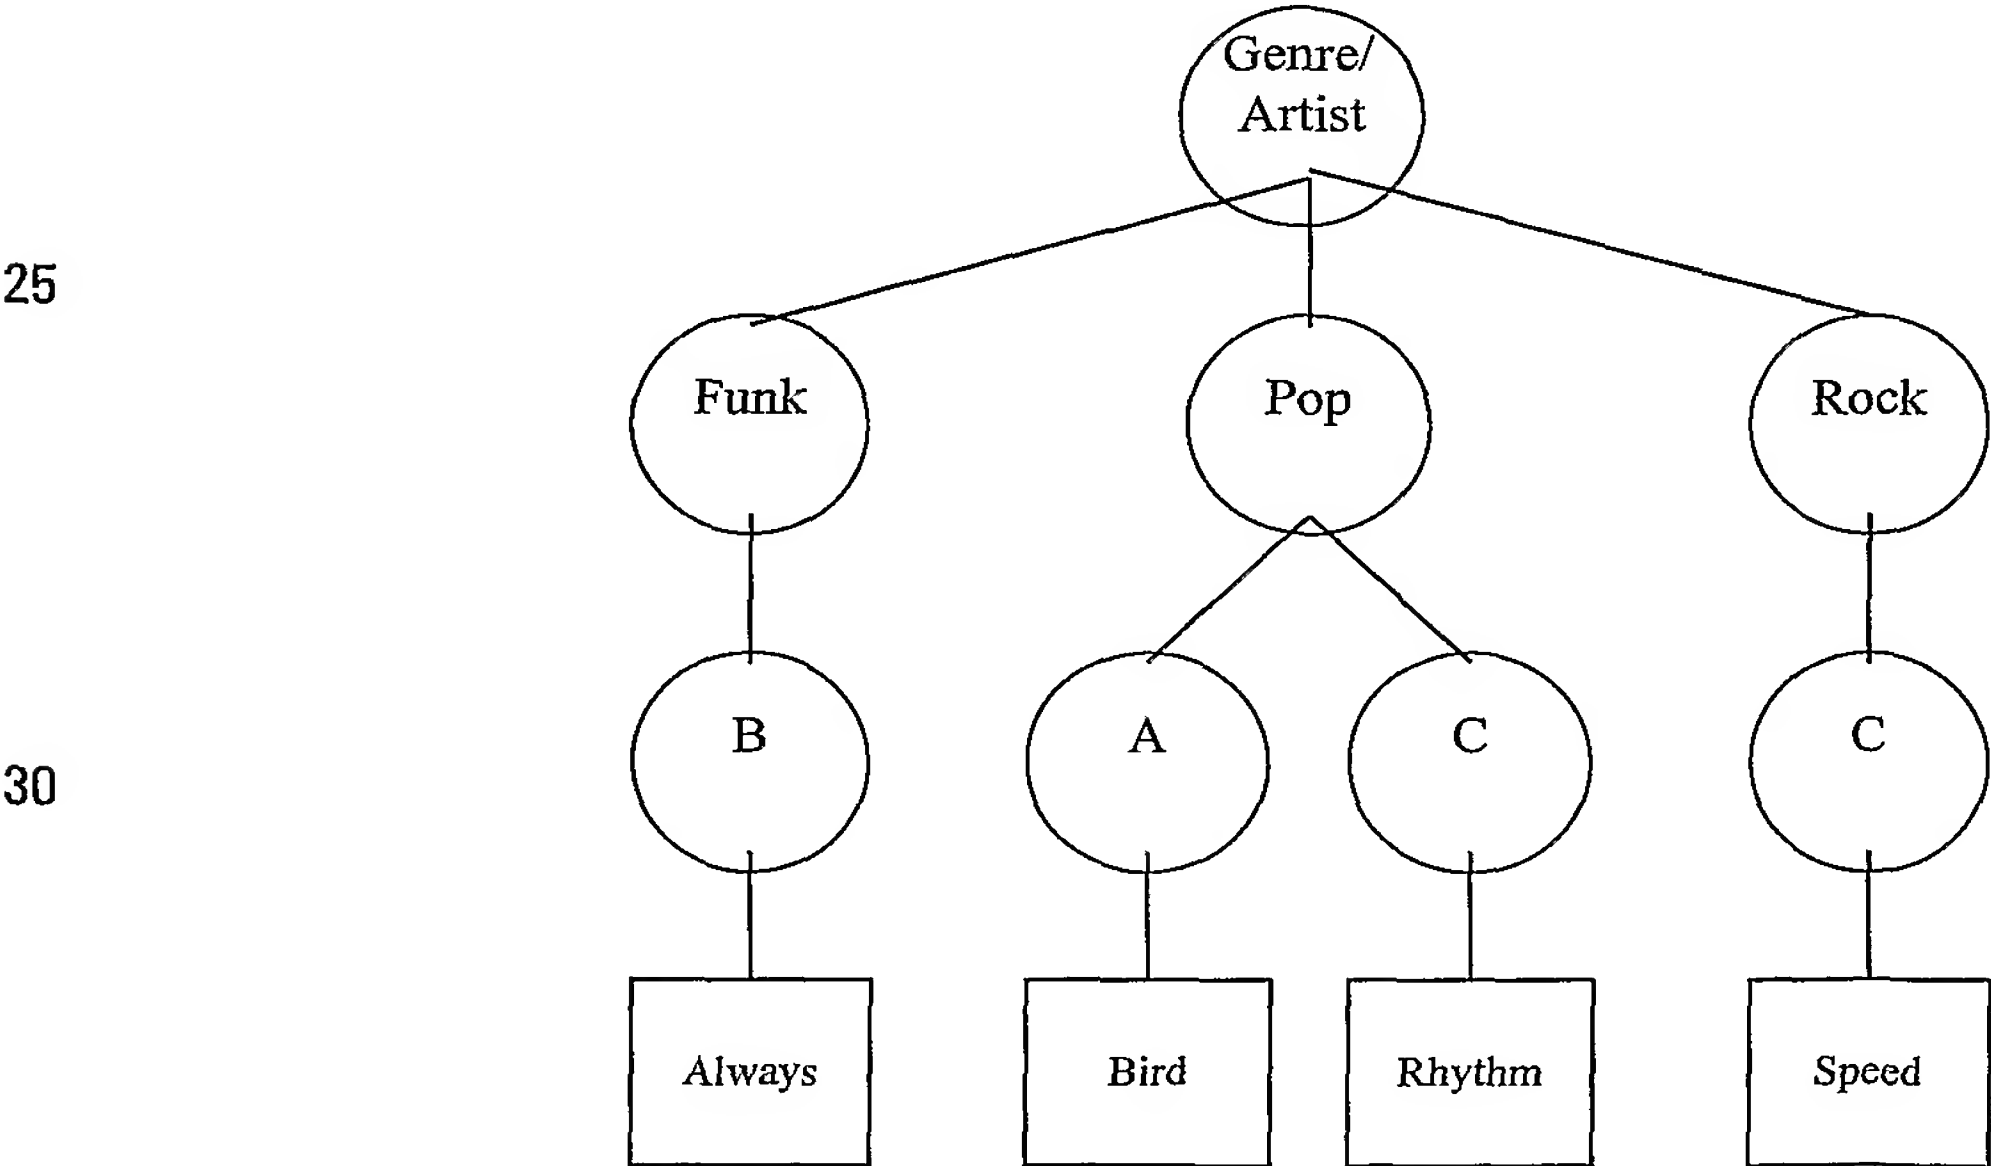 Genre/
Artist
25
Funk Pop Rock
B A C C
30
Always Bird Rhythm Speed